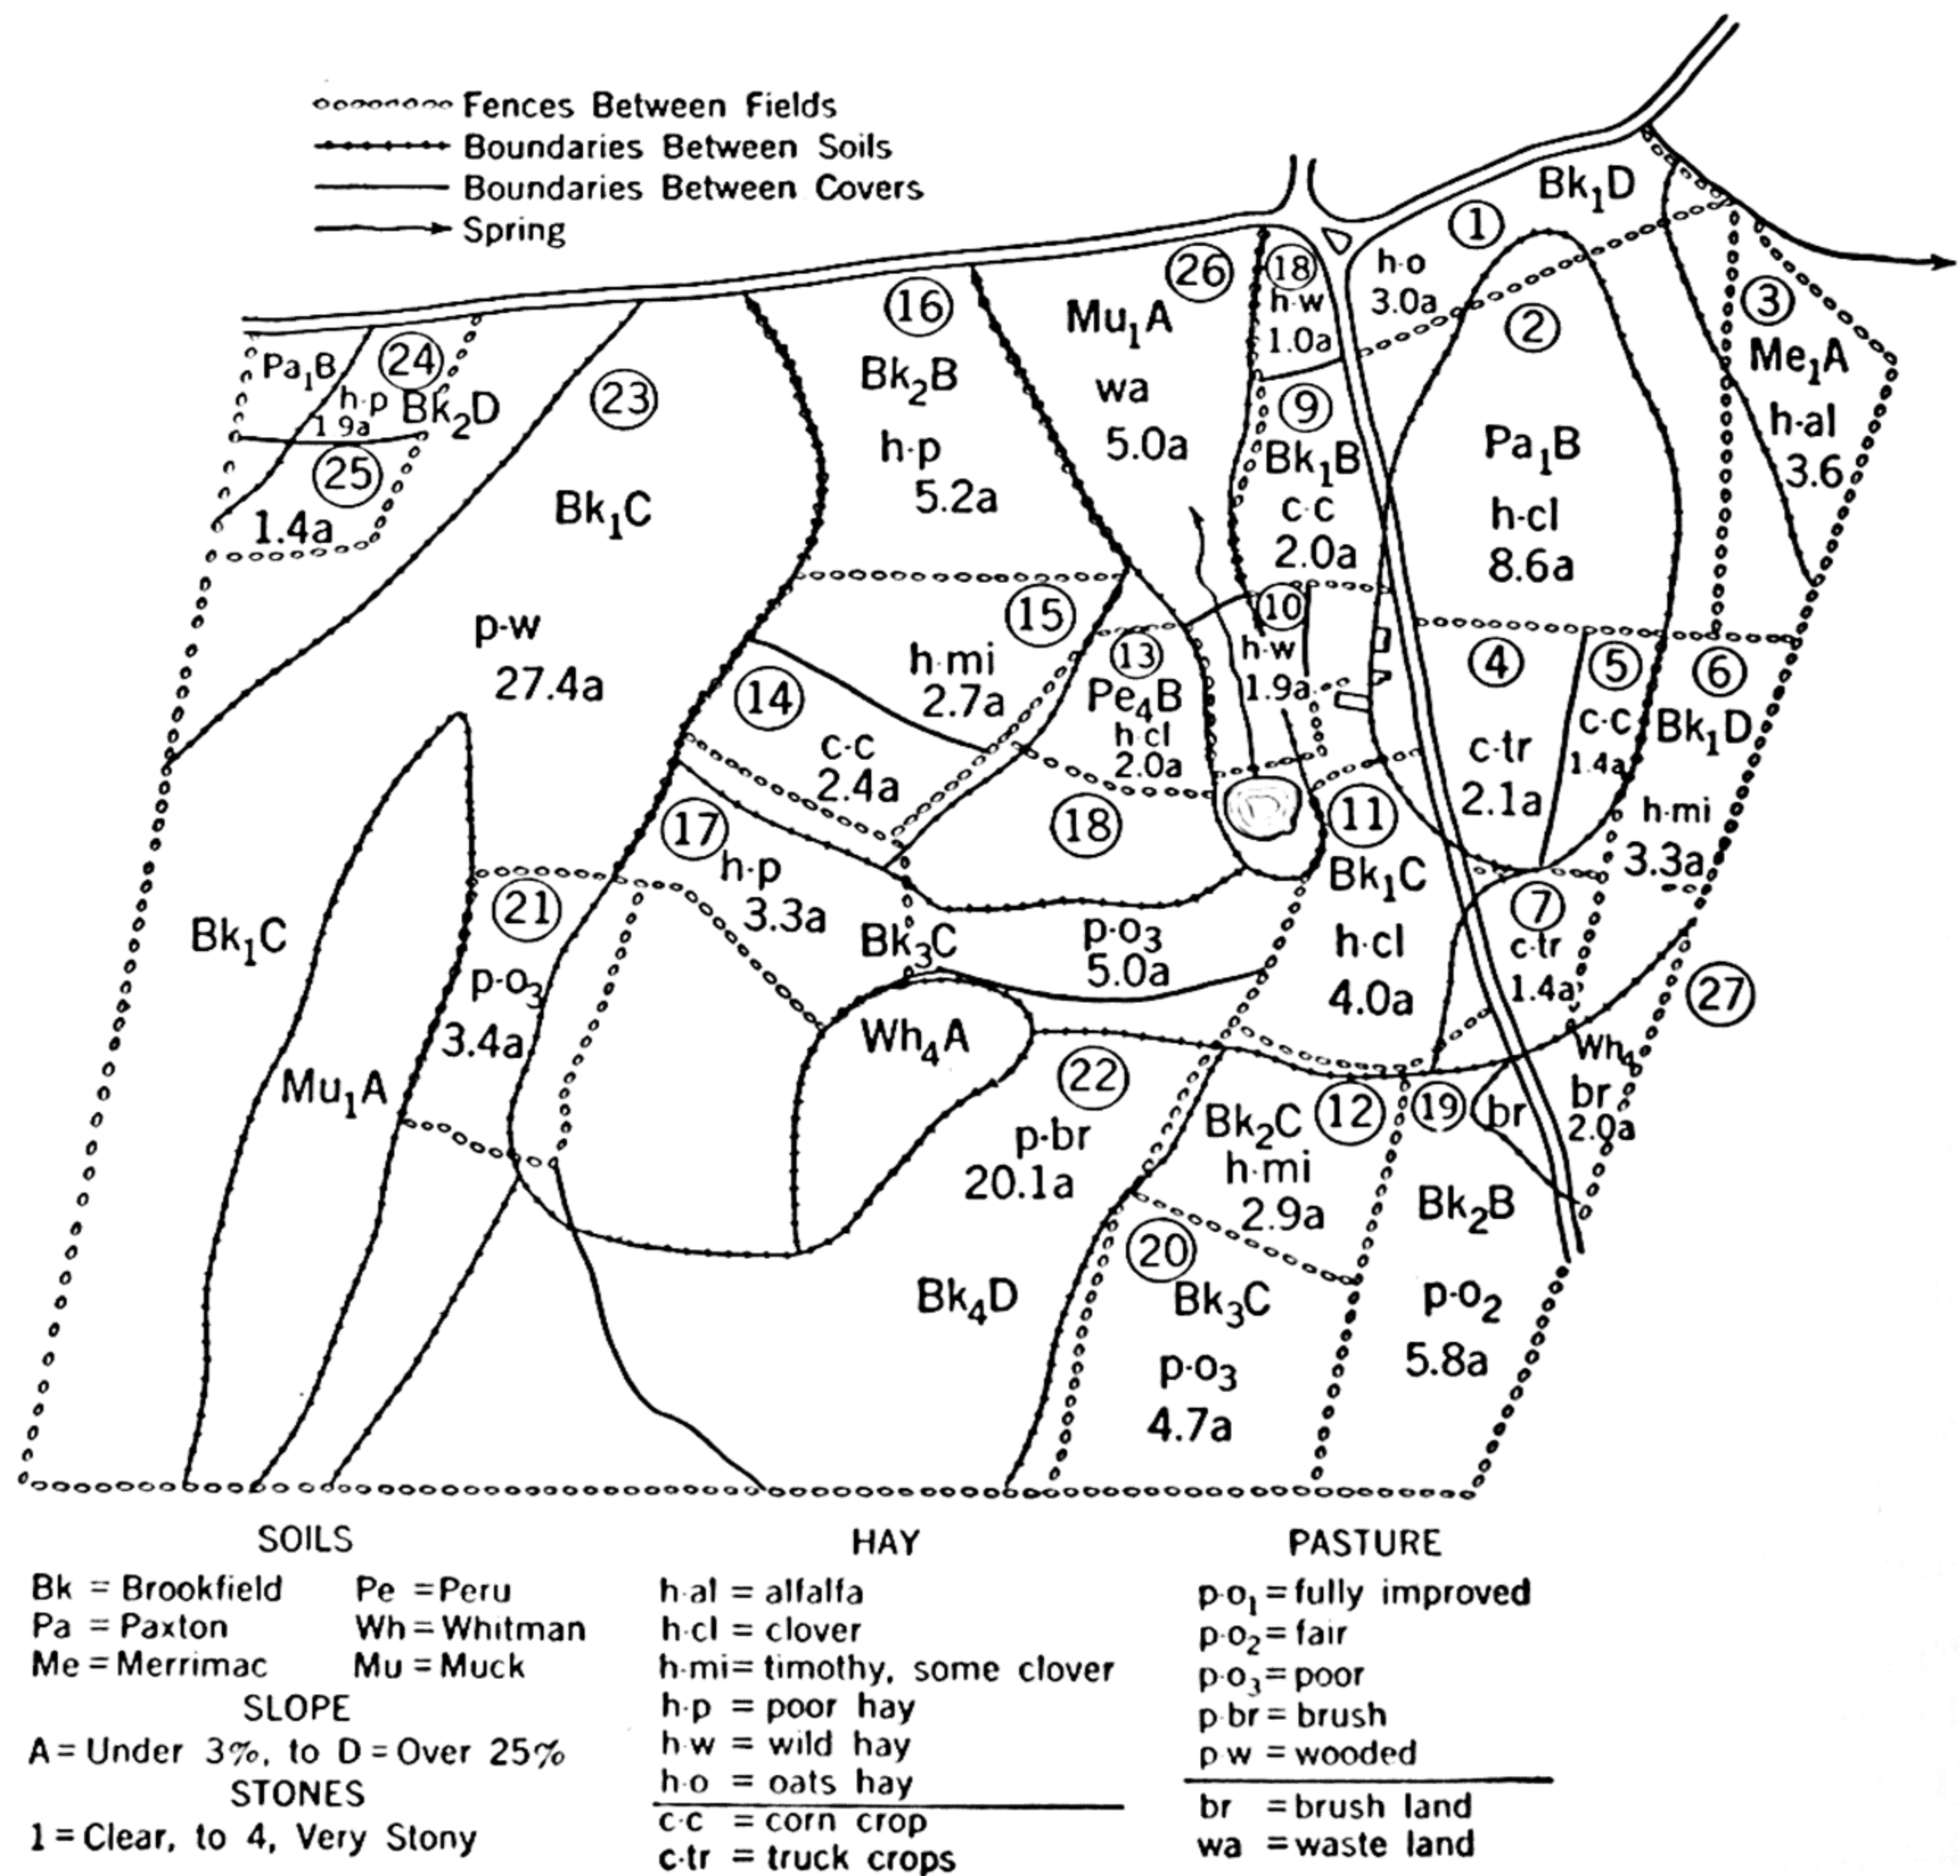 Fences Between Fields
Boundaries Between Soils
Boundaries Between Covers
Spring
Bk₁D
1
h·o
3.0a
26
18
h·w
1.0a
Mu₁A
wa
5.0a
16
Bk₂B
h·p
5.2a
2
Pa₁B
h·cl
8.6a
3
Me₁A
h·al
3.6
Pa₁B
24
h·p
1 9a
Bk₂D
25
1.4a
23
Bk₁C
p·w
27.4a
9
Bk₁B
c·c
2.0a
10
h·w
1.9a
15
h·mi
2.7a
13
Pe₄B
h·cl
2.0a
14
c·c
2.4a
4
c·tr
2.1a
5
c·c
1.4a
6
Bk₁D
h·mi
3.3a
17
h·p
3.3a
18
11
Bk₁C
h·cl
4.0a
Bk₃C
p·o₃
5.0a
7
c·tr
1.4a
27
Bk₁C
21
p·o₃
3.4a
Mu₁A
Wh₄A
22
p·br
20.1a
Bk₂C
12
h·mi
2.9a
19
br
Wh₄
br
2.0a
Bk₂B
p·o₂
5.8a
20
Bk₃C
p·o₃
4.7a
Bk₄D
SOILS
Bk = Brookfield Pe =Peru
Pa = Paxton Wh=Whitman
Me =Merrimac Mu =Muck
SLOPE
A=Under 3%, to D=Over 25%
STONES
1=Clear, to 4, Very Stony
HAY
h·al = alfalfa
h·cl = clover
h·mi= timothy, some clover
h·p = poor hay
h·w = wild hay
h·o = oats hay
c·c = corn crop
c·tr = truck crops
PASTURE
p·o₁=fully improved
p·o₂=fair
p·o₃=poor
p·br=brush
p·w =wooded
br =brush land
wa =waste land